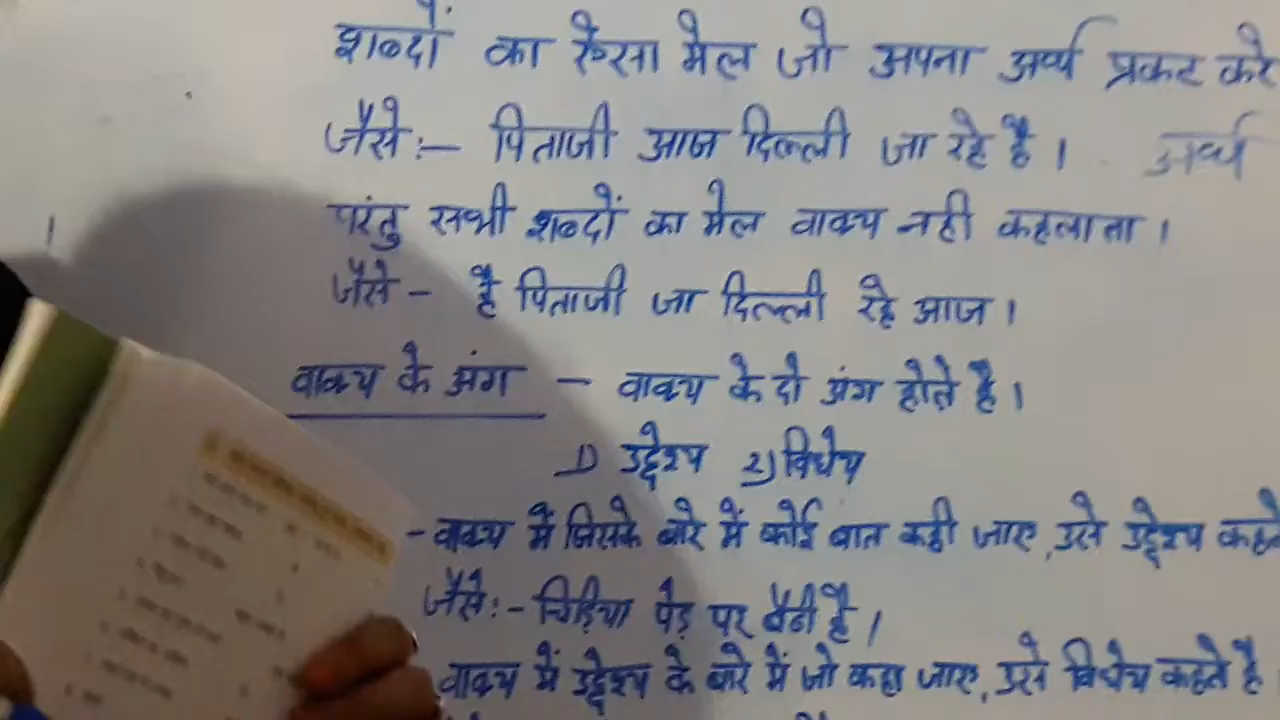 शब्दों का ऐसा मेल जो अपना अर्थ प्रकट करे
जैसे :- पिताजी आज दिल्ली जा रहे है। अर्थ
परंतु सभी शब्दों का मेल वाक्य नही कहलाता।
जैसे - है पिताजी जा दिल्ली रहे आज।
वाक्य के अंग - वाक्य के दो अंग होते है।
1) उद्देश्य 2) विधेय
- वाक्य में जिसके बारे में कोई बात कही जाए, उसे उद्देश्य कहते
जैसे :- चिड़िया पेड़ पर बैठी है।
वाक्य में उद्देश्य के बारे में जो कहा जाए, उसे विधेय कहते है